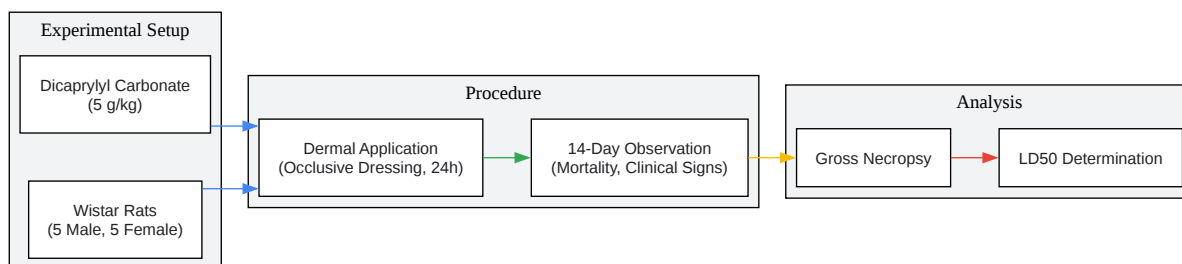 Experimental Setup
Dicaprylyl Carbonate
(5 g/kg)
Wistar Rats
(5 Male, 5 Female)
Procedure
Dermal Application
(Occlusive Dressing, 24h)
14-Day Observation
(Mortality, Clinical Signs)
Analysis
Gross Necropsy
LD50 Determination